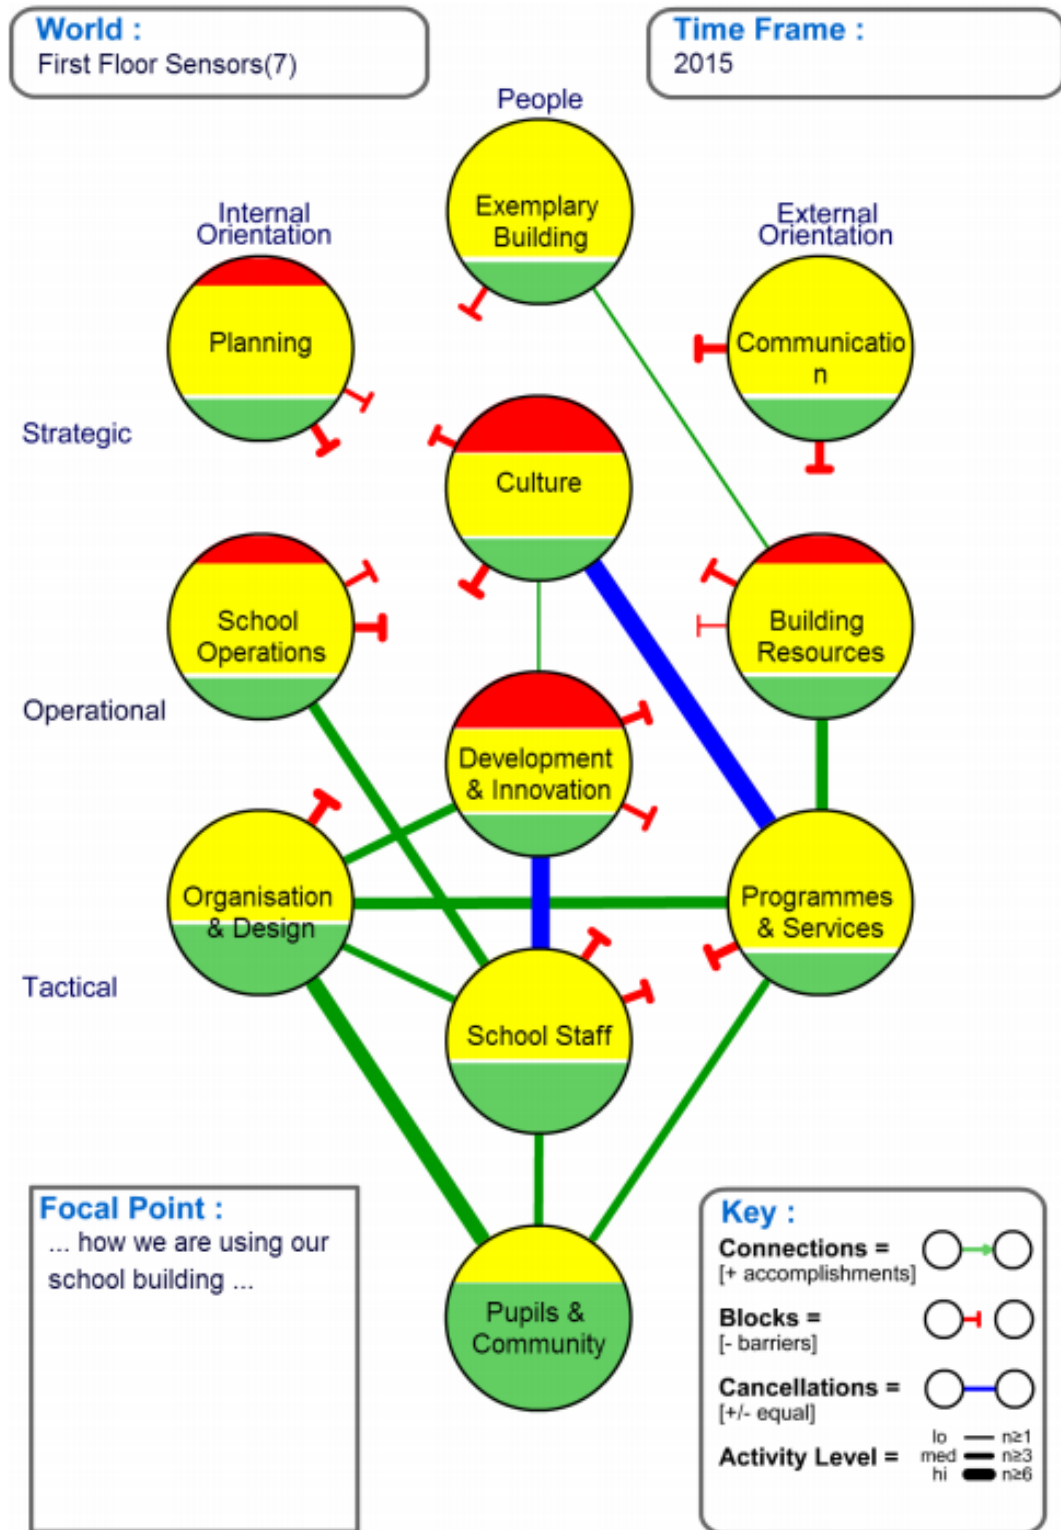 World :
First Floor Sensors(7)
Time Frame :
2015
People
Exemplary
Building
Internal
Orientation
External
Orientation
Planning
Communicatio
n
Strategic
Culture
School
Operations
Building
Resources
Operational
Development
& Innovation
Organisation
& Design
Programmes
& Services
Tactical
School Staff
Pupils &
Community
Focal Point :
... how we are using our
school building ...
Key :
Connections =
[+ accomplishments]
Blocks =
[- barriers]
Cancellations =
[+/- equal]
Activity Level =
lo n≥1
med n≥3
hi n≥6